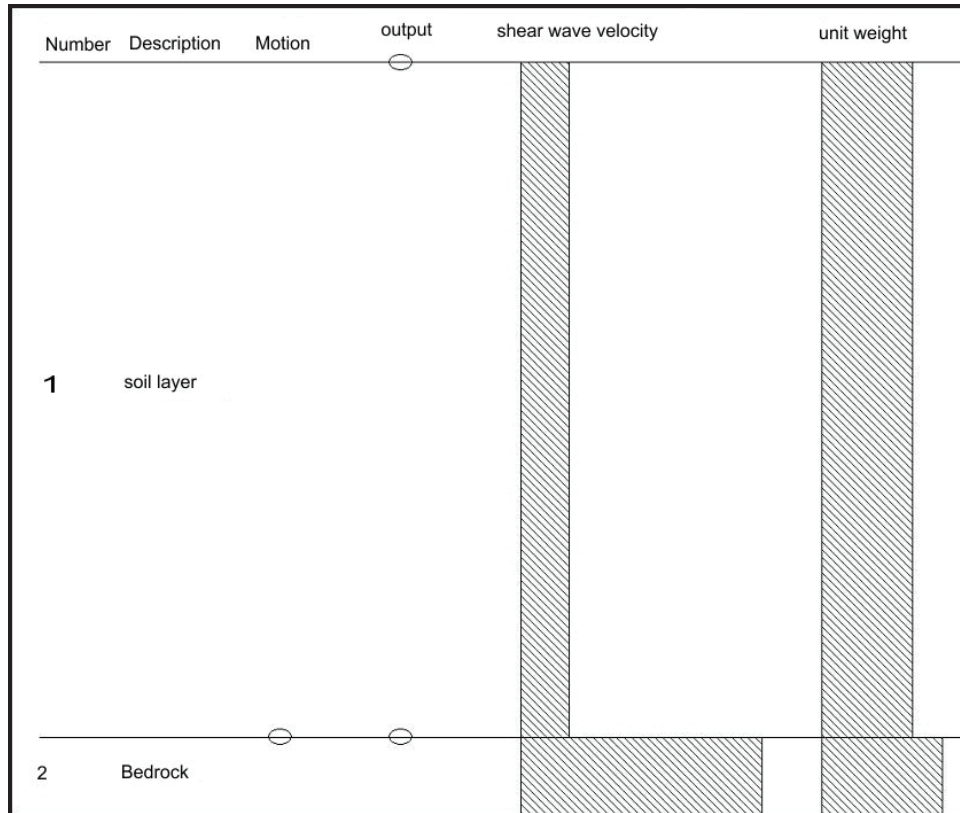 Number Description Motion output shear wave velocity unit weight
1 soil layer
2 Bedrock